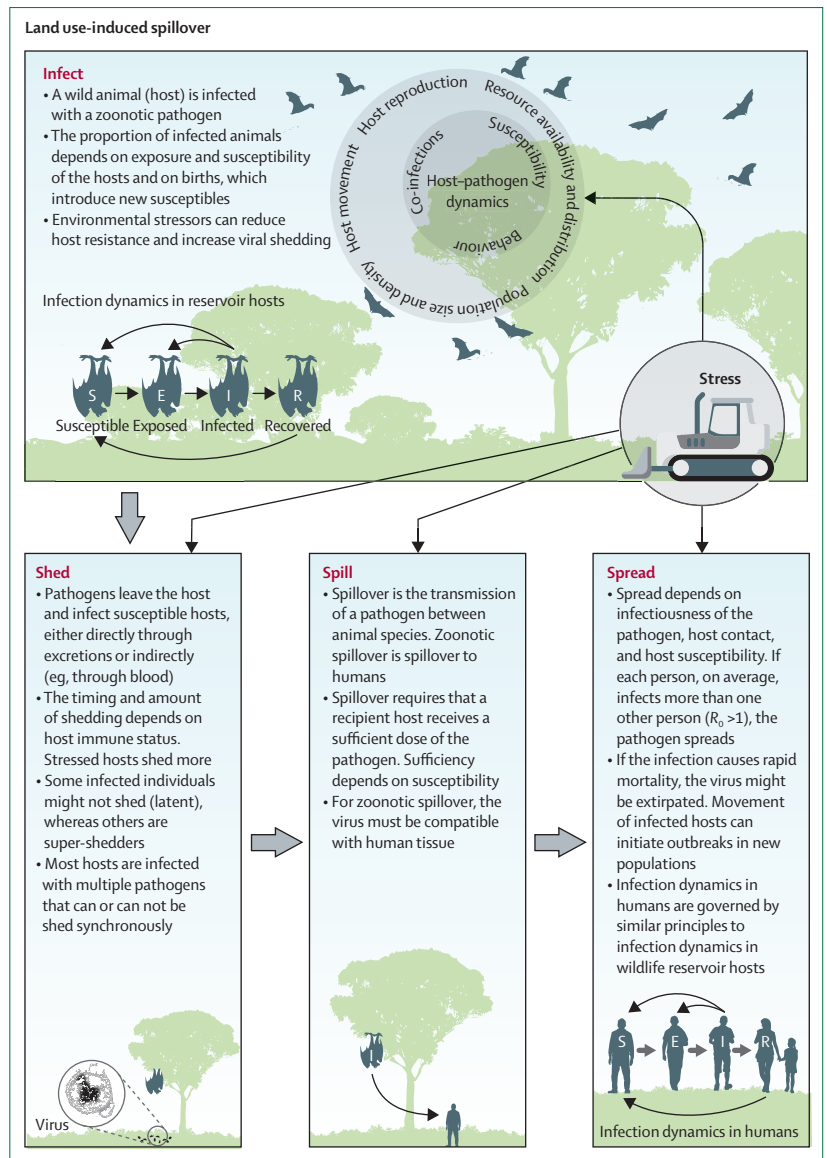 Land use-induced spillover
Infect
• A wild animal (host) is infected
with a zoonotic pathogen
• The proportion of infected animals
depends on exposure and susceptibility
of the hosts and on births, which
introduce new susceptibles
• Environmental stressors can reduce
host resistance and increase viral shedding
Host movement
Host reproduction
Resource availability and distribution
Population size and density
Co-infections
Susceptibility
Behaviour
Host–pathogen
dynamics
Infection dynamics in reservoir hosts
S E I R
Susceptible Exposed Infected Recovered
Stress
Shed
• Pathogens leave the host
and infect susceptible hosts,
either directly through
excretions or indirectly
(eg, through blood)
• The timing and amount
of shedding depends on
host immune status.
Stressed hosts shed more
• Some infected individuals
might not shed (latent),
whereas others are
super-shedders
• Most hosts are infected
with multiple pathogens
that can or can not be
shed synchronously
Virus
Spill
• Spillover is the transmission
of a pathogen between
animal species. Zoonotic
spillover is spillover to
humans
• Spillover requires that a
recipient host receives a
sufficient dose of the
pathogen. Sufficiency
depends on susceptibility
• For zoonotic spillover, the
virus must be compatible
with human tissue
Spread
• Spread depends on
infectiousness of the
pathogen, host contact,
and host susceptibility. If
each person, on average,
infects more than one
other person (R₀ >1), the
pathogen spreads
• If the infection causes rapid
mortality, the virus might
be extirpated. Movement
of infected hosts can
initiate outbreaks in new
populations
• Infection dynamics in
humans are governed by
similar principles to
infection dynamics in
wildlife reservoir hosts
S E I R
Infection dynamics in humans